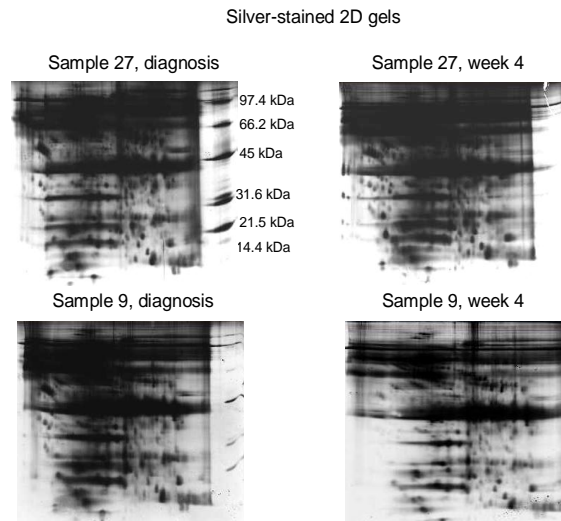 Silver-stained 2D gels
Sample 27, diagnosis
Sample 27, week 4
97.4 kDa
66.2 kDa
45 kDa
31.6 kDa
21.5 kDa
14.4 kDa
Sample 9, diagnosis
Sample 9, week 4